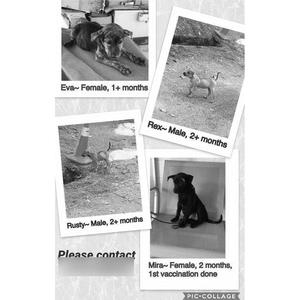 Eva~ Female, 1+ months
Rex~ Male, 2+ months
Rusty~ Male, 2+ months
Mira~ Female, 2 months,
1st vaccination done
Please contact
PIC•COLLAGE